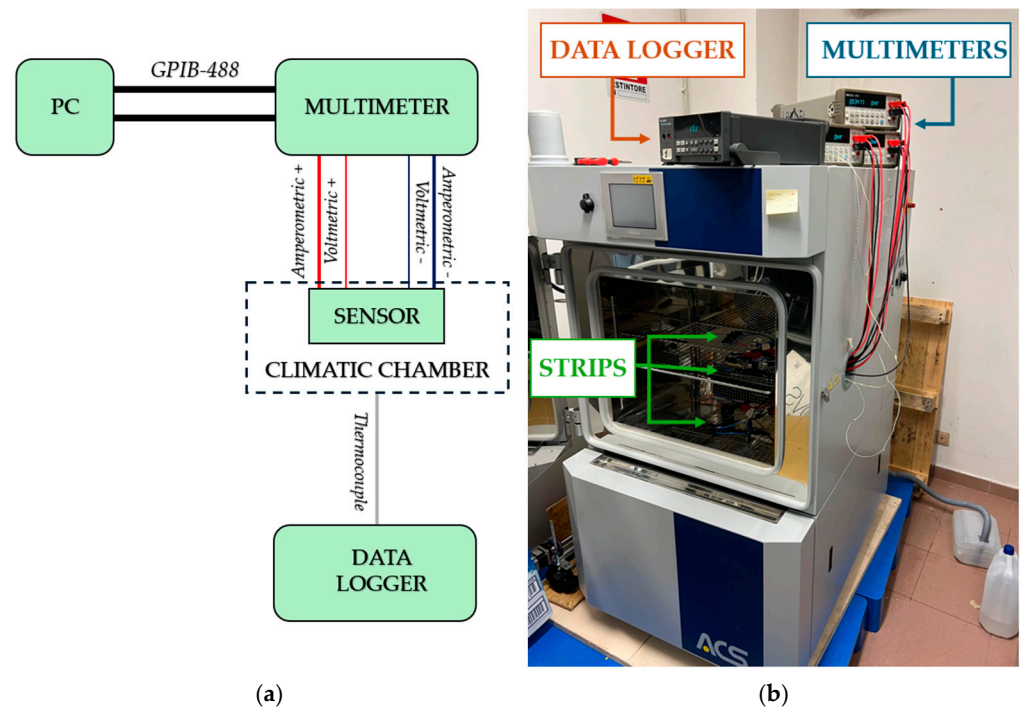 GPIB-488
PC
MULTIMETER
Amperometric +
Voltmetric +
Voltmetric -
Amperometric -
SENSOR
CLIMATIC CHAMBER
Thermocouple
DATA
LOGGER
(a)
DATA LOGGER
MULTIMETERS
STINTORE
STRIPS
ACS
(b)